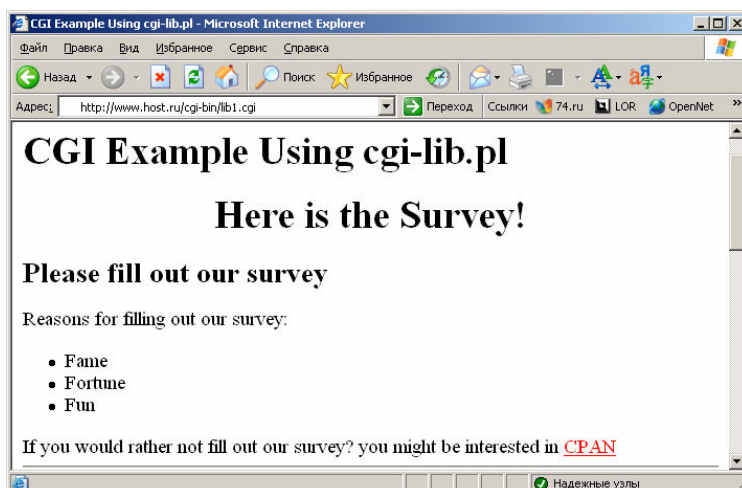 CGI Example Using cgi-lib.pl - Microsoft Internet Explorer
Файл Правка Вид Избранное Сервис Справка
Назад Поиск Избранное
Адрес: http://www.host.ru/cgi-bin/lib1.cgi Переход Ссылки 74.ru LOR OpenNet »
CGI Example Using cgi-lib.pl
Here is the Survey!
Please fill out our survey
Reasons for filling out our survey:
• Fame
• Fortune
• Fun
If you would rather not fill out our survey? you might be interested in CPAN
Надежные узлы